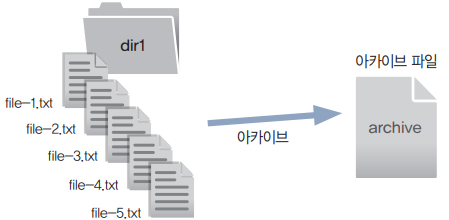 dir1
file-1.txt
file-2.txt
file-3.txt
file-4.txt
file-5.txt
아카이브
아카이브 파일
archive